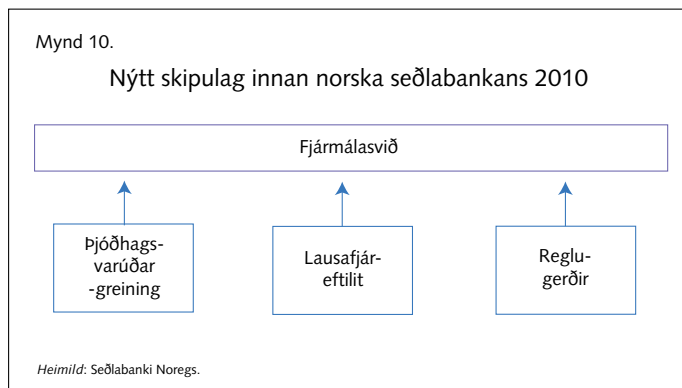 Mynd 10.
Nýtt skipulag innan norska seðlabankans 2010
Fjármálasvið
Þjóðhags-
varúðar
-greining
Lausafjár-
eftilit
Reglu-
gerðir
Heimild: Seðlabanki Noregs.